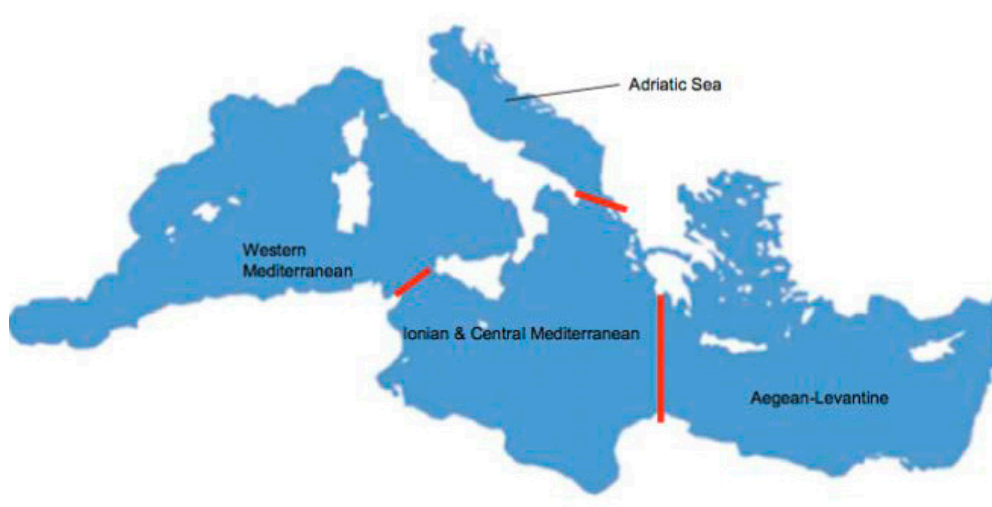 Adriatic Sea
Western
Mediterranean
Ionian & Central Mediterranean
Aegean-Levantine